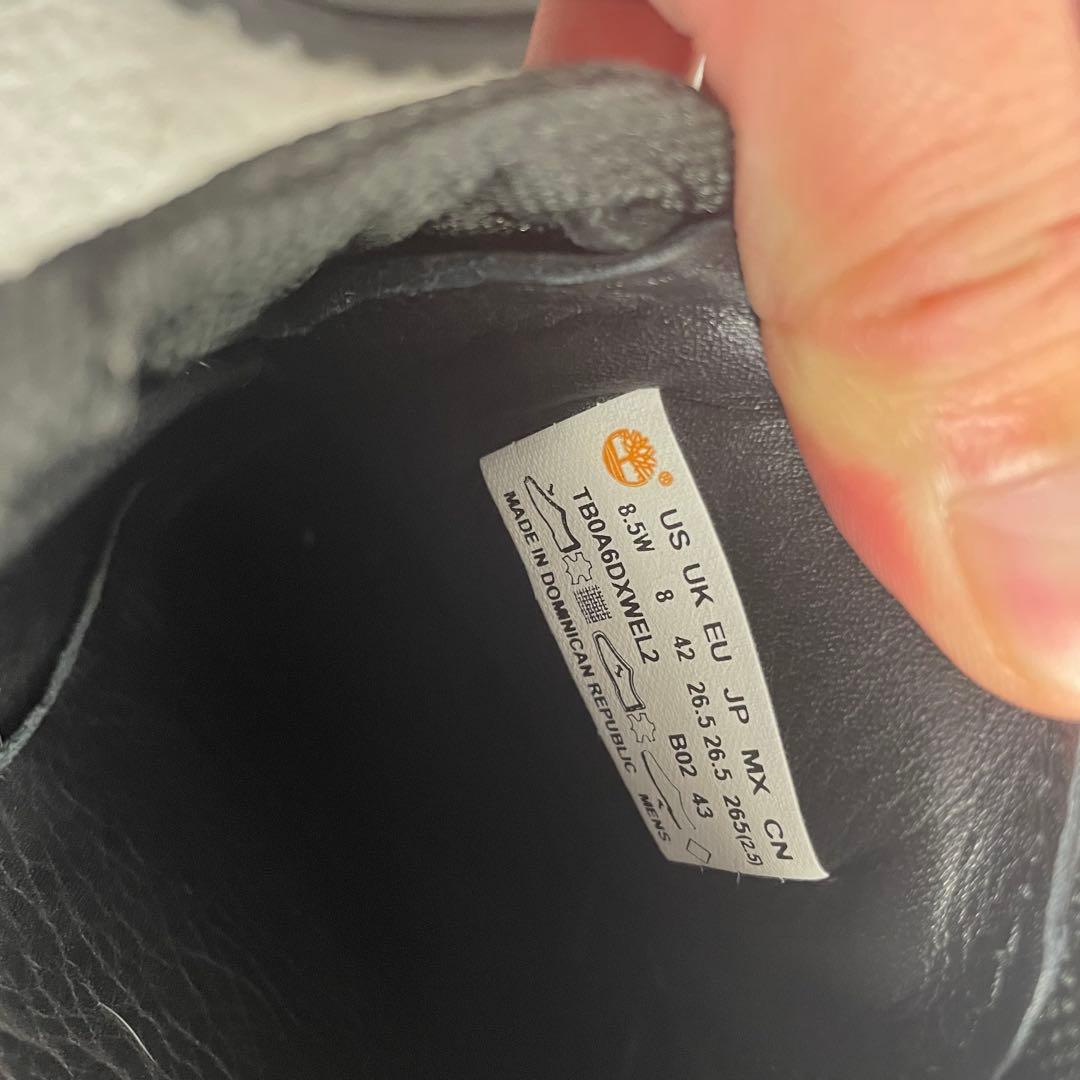 ®
US UK EU JP MX CN
8.5W 8 42 26.5 26.5 265(2.5)
TB0A6DXWEL2 B02 43
MADE IN DOMINICAN REPUBLIC MENS